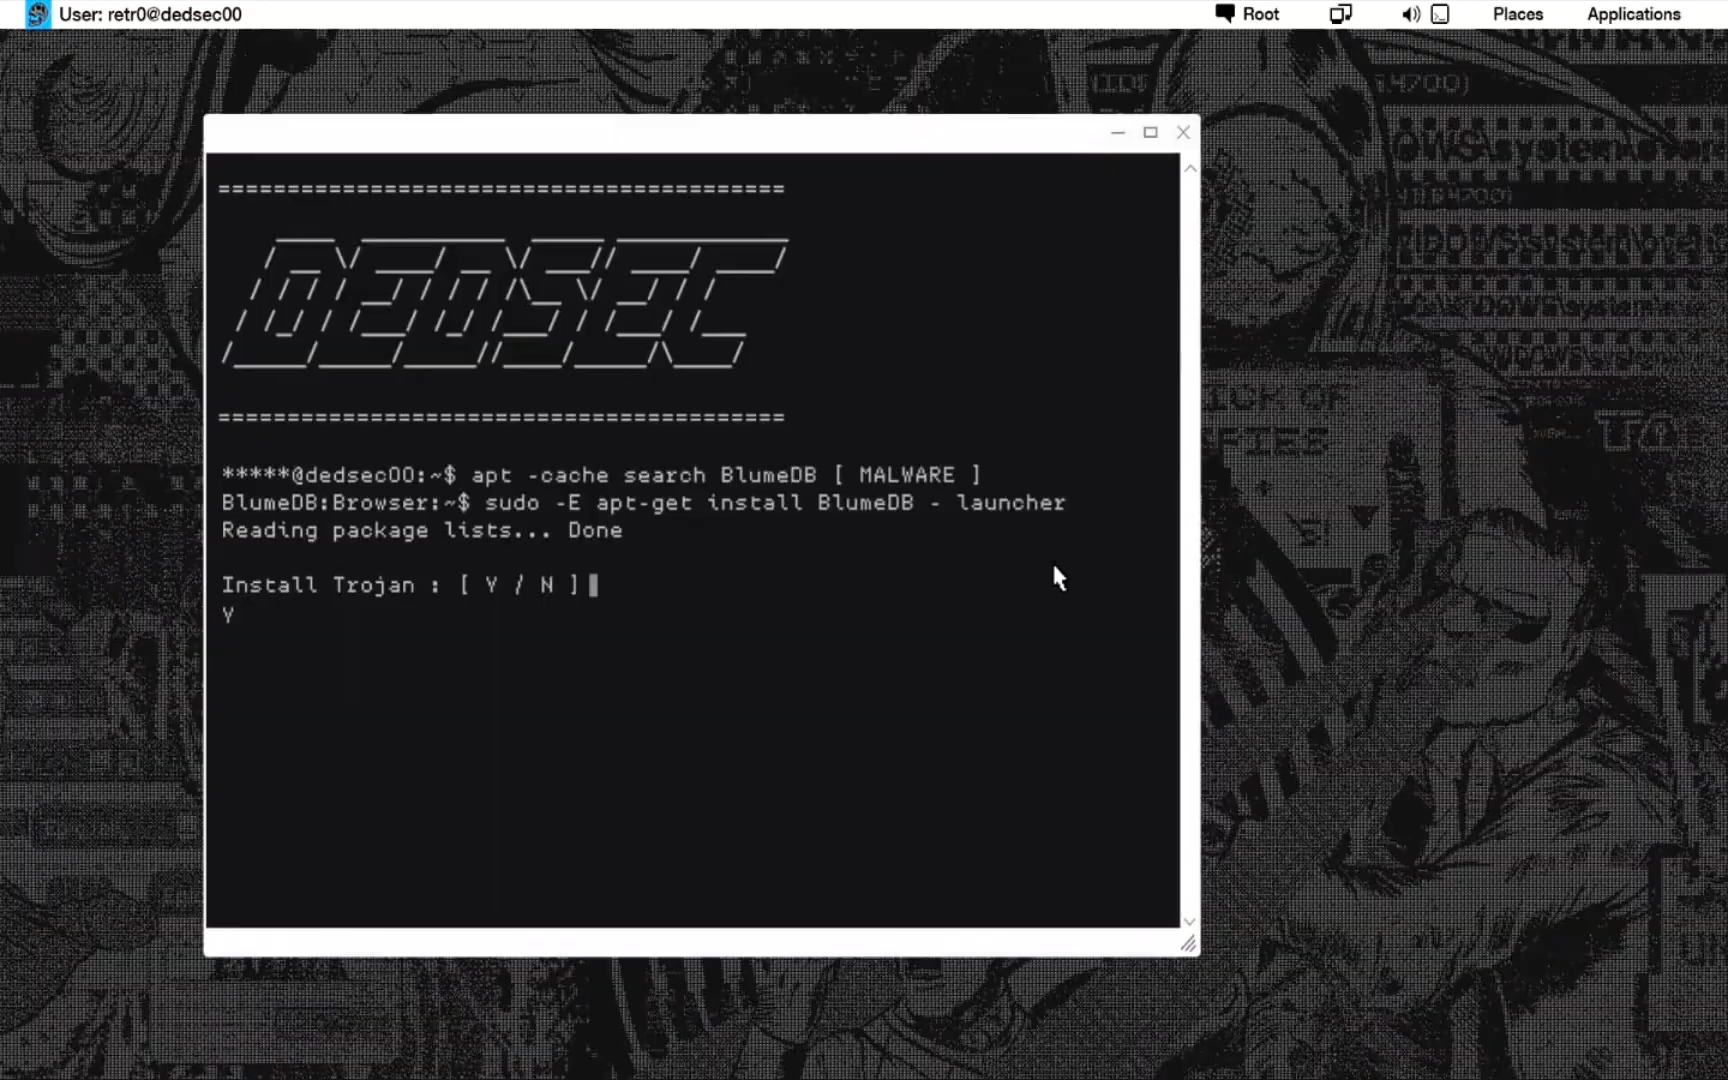 User: retr0@dedsec00
Root
Places
Applications
=========================================
DEDSEC
=========================================
*****@dedsec00:~$ apt -cache search BlumeDB [ MALWARE ]
BlumeDB:Browser:~$ sudo -E apt-get install BlumeDB - launcher
Reading package lists... Done
Install Trojan : [ Y / N ]
Y